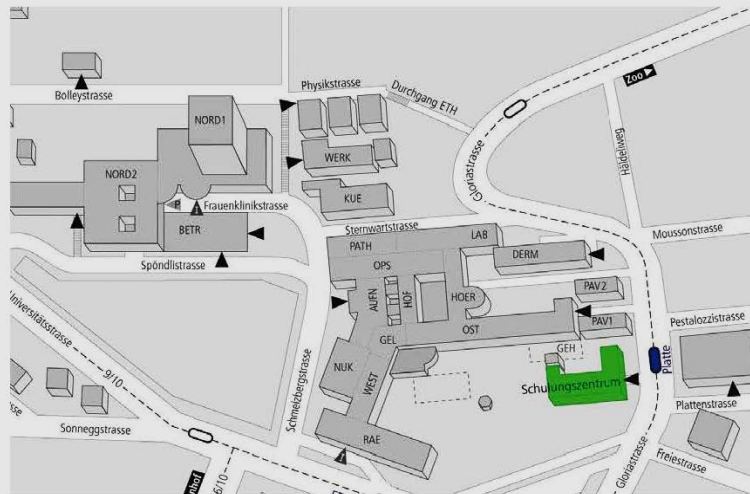 Bolleystrasse
Physikstrasse
Durchgang ETH
Zoo
NORD1
Häldeliweg
WERK
Gloriastrasse
NORD2
P
Frauenklinikstrasse
KUE
BETR
Sternwartstrasse
LAB
PATH
Moussonstrasse
DERM
OPS
Spöndlistrasse
AUFN
HOF
HOER
PAV2
Universitätsstrasse
OST
PAV1
Pestalozzistrasse
GEL
GEH
9/10
NUK
WEST
Platte
Schulungszentrum
Schmelzbergstrasse
Plattenstrasse
Sonneggstrasse
RAE
Gloriastrasse
Freiestrasse
6/10